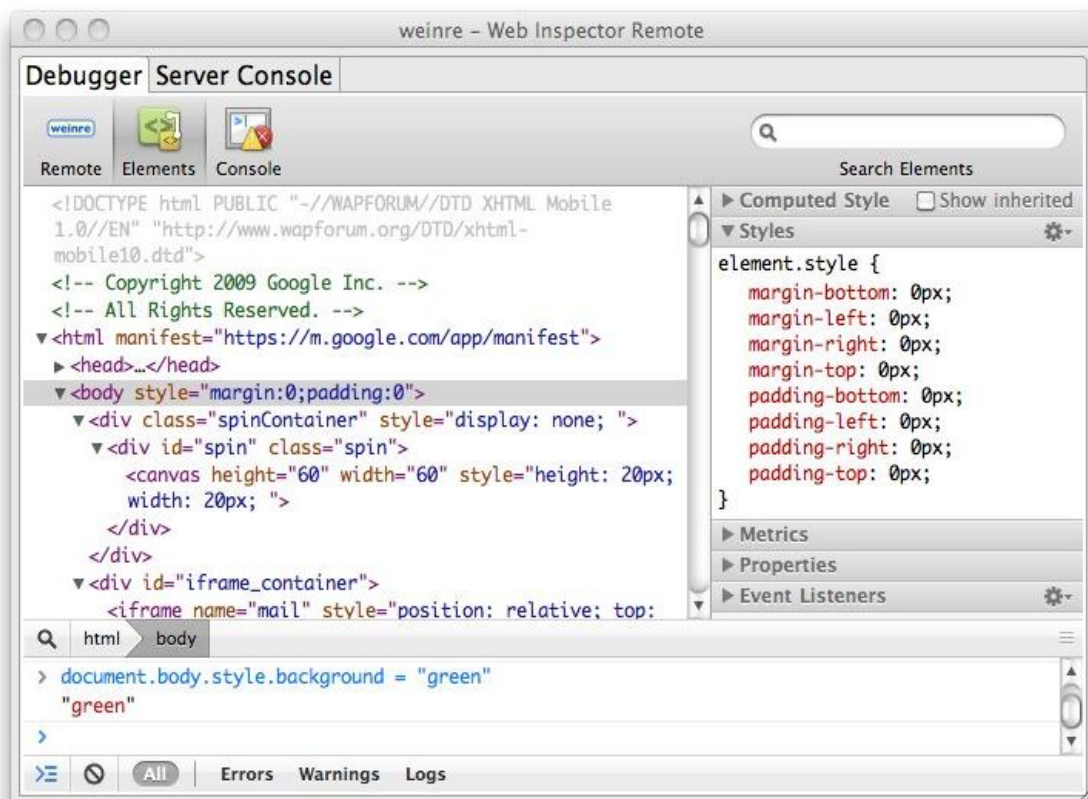 weinre – Web Inspector Remote
Debugger Server Console
weinre
Remote Elements Console
Search Elements
<!DOCTYPE html PUBLIC "-//WAPFORUM//DTD XHTML Mobile
1.0//EN" "http://www.wapforum.org/DTD/xhtml-
mobile10.dtd">
<!-- Copyright 2009 Google Inc. -->
<!-- All Rights Reserved. -->
▼<html manifest="https://m.google.com/app/manifest">
▶<head>…</head>
▼<body style="margin:0;padding:0">
▼<div class="spinContainer" style="display: none; ">
▼<div id="spin" class="spin">
<canvas height="60" width="60" style="height: 20px;
width: 20px; ">
</div>
</div>
▼<div id="iframe_container">
<iframe name="mail" style="position: relative; top:
▶ Computed Style Show inherited
▼ Styles
element.style {
margin-bottom: 0px;
margin-left: 0px;
margin-right: 0px;
margin-top: 0px;
padding-bottom: 0px;
padding-left: 0px;
padding-right: 0px;
padding-top: 0px;
}
▶ Metrics
▶ Properties
▶ Event Listeners
html body
> document.body.style.background = "green"
"green"
>
All Errors Warnings Logs